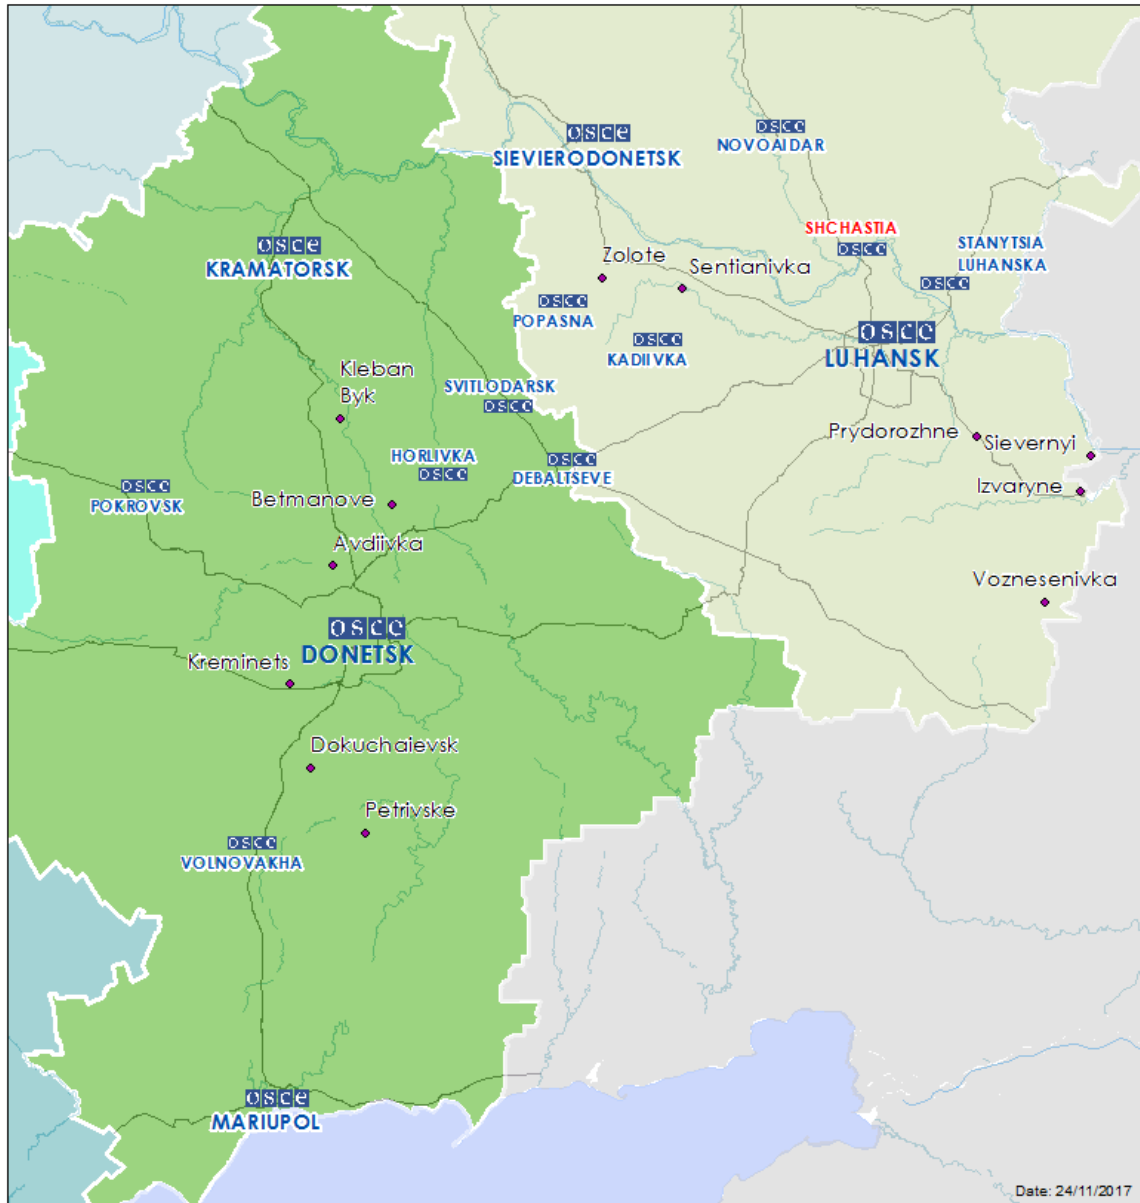 osce
SIEVIERODONETSK
osce
NOVOAIDAR
SHCHASTIA
osce
STANYTSIA
LUHANSKA
osce
osce
KRAMATORSK
Zolote
Sentianivka
osce
POPASNA
osce
KADIIVKA
osce
LUHANSK
Kleban
Byk
SVITLODARSK
osce
Prydorozhne
Sievernyi
HORLIVKA
osce
osce
DEBALTSEVE
Izvaryne
osce
POKROVSK
Betmanove
Avdiivka
Voznesenivka
osce
DONETSK
Kreminets
Dokuchaievsk
Petrivske
osce
VOLNOVAKHA
osce
MARIUPOL
Date: 24/11/2017